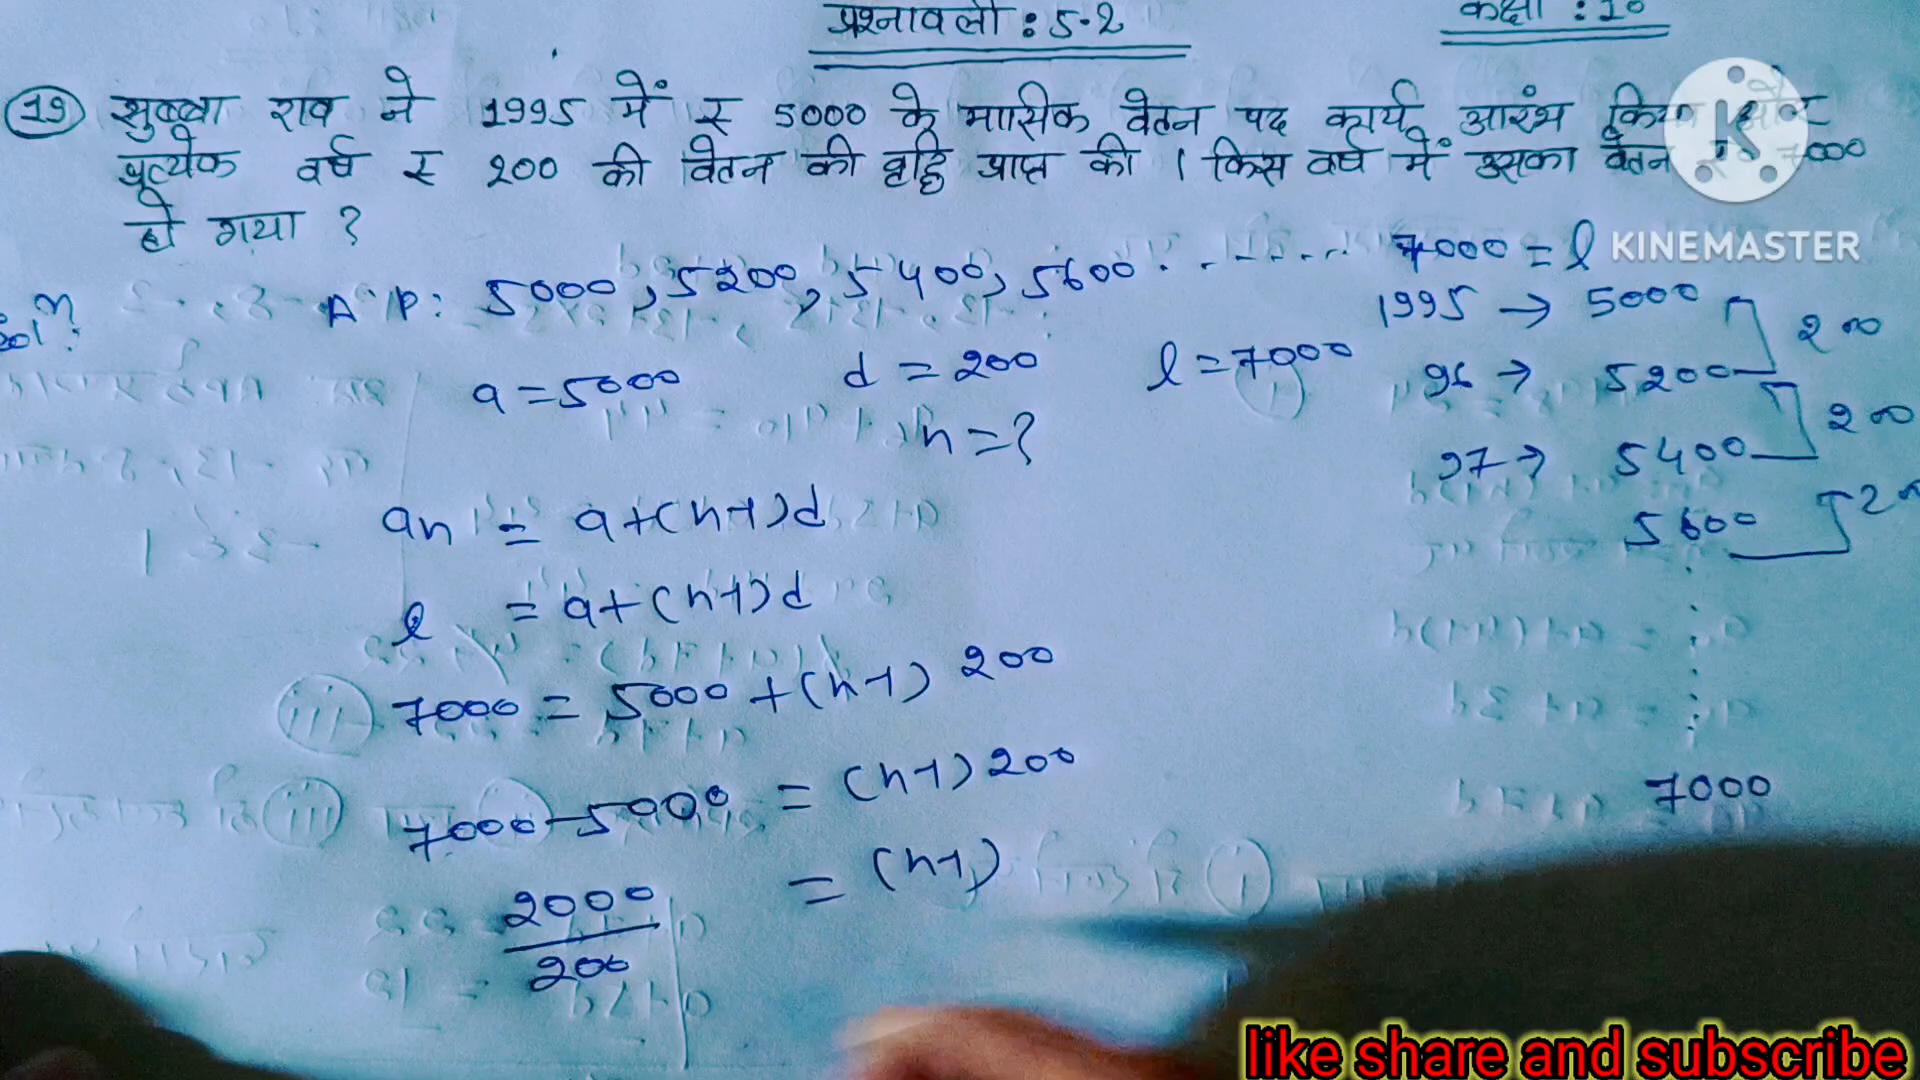 प्रश्नावली : 5.2
कक्षा : 10
19 सुब्बा राव ने 1995 में ₹ 5000 के मासिक वेतन पद कार्य आरंभ किया और
प्रत्येक वर्ष ₹ 200 की वेतन की वृद्धि प्राप्त की । किस वर्ष में उसका वेतन 7000
हो गया ?
KINEMASTER
Solⁿ:
A.P: 5000, 5200, 5400, 5600 . - - - - - - .. 7000 = l
a = 5000 d = 200 l = 7000
n = ?
1995 → 5000
200
96 → 5200
200
97 → 5400
5600
an = a+(n-1)d
l = a+(n-1)d
7000 = 5000 + (n-1) 200
7000-5000 = (n-1) 200
7000
2000 = (n-1)
200
like share and subscribe